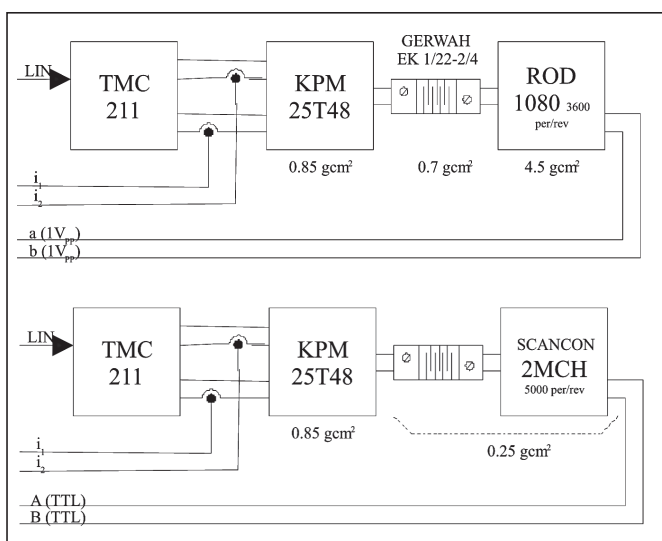 GERWAH
EK 1/22-2/4
LIN
TMC
211
KPM
25T48
ROD
1080 3600
per/rev
0.85 gcm²
0.7 gcm²
4.5 gcm²
i₁
i₂
a (1Vpp)
b (1Vpp)
LIN
TMC
211
KPM
25T48
SCANCON
2MCH
5000 per/rev
0.85 gcm²
0.25 gcm²
i₁
i₂
A (TTL)
B (TTL)